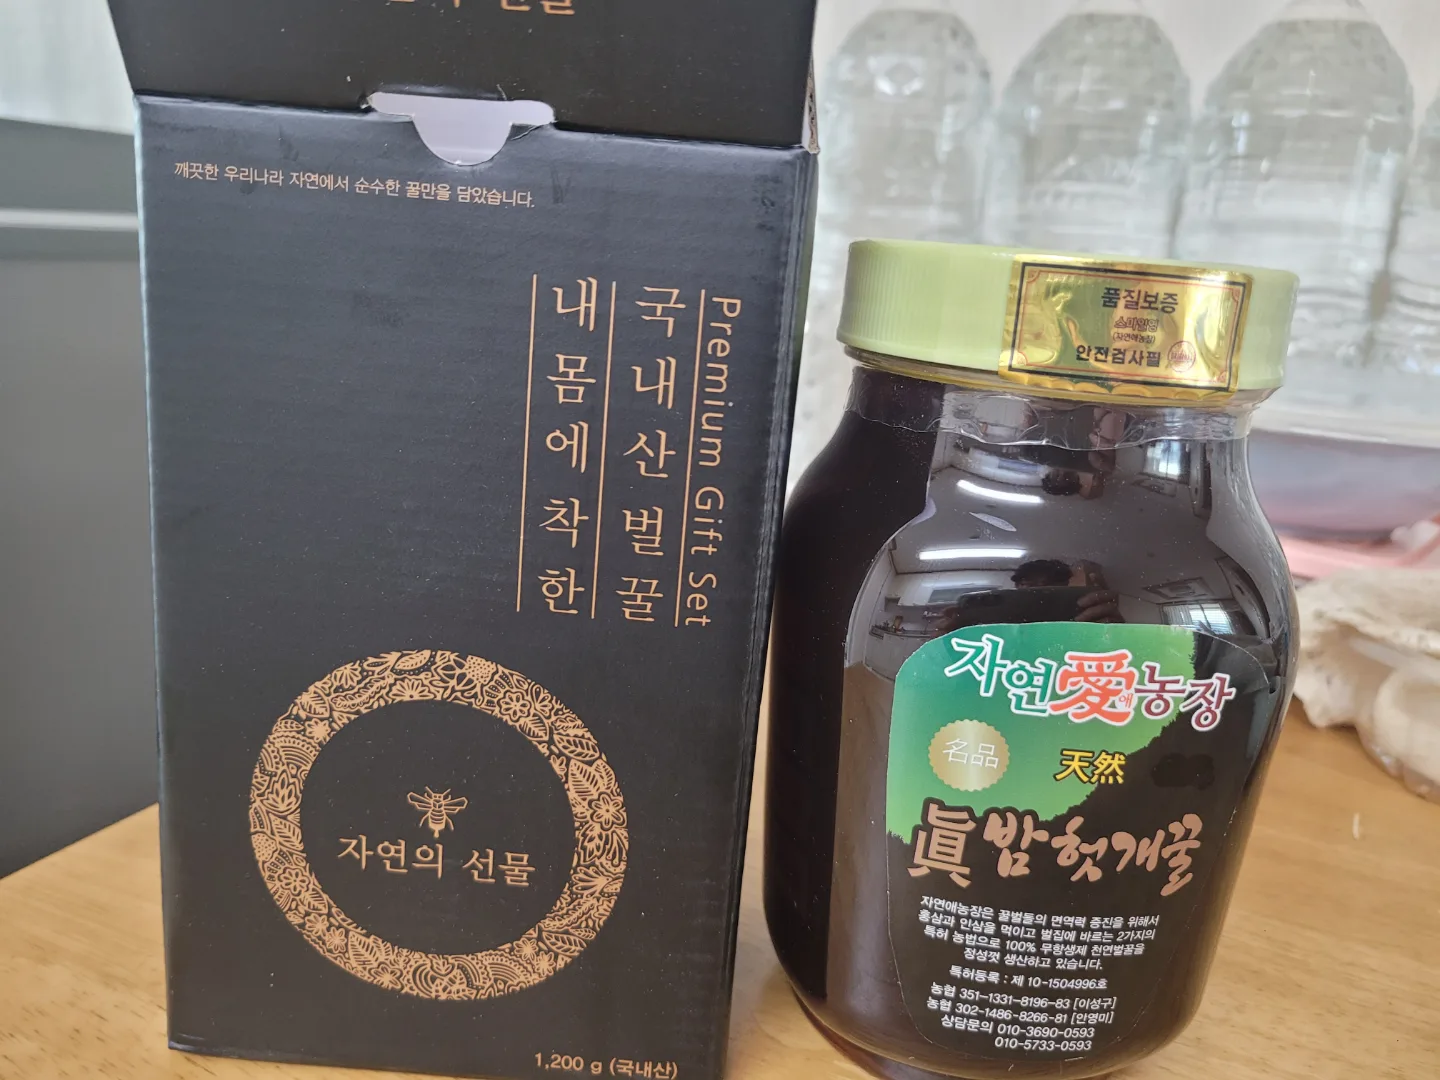 깨끗한 우리나라 자연에서 순수한 꿀만을 담았습니다.
Premium Gift Set
국내산벌꿀
내몸에착한
자연의 선물
1,200 g (국내산)
품질보증
(자연애농장)
안전검사필
자연愛애농장
名品
天然
眞밤헛개꿀
자연애농장은 꿀벌들의 면역력 증진을 위해서
홍삼과 인삼을 먹이고 벌집에 바르는 2가지의
특허 농법으로 100% 무항생제 천연벌꿀을
정성껏 생산하고 있습니다.
특허등록 : 제 10-1504996호
농협 351-1331-8196-83 [이성구]
농협 302-1486-8266-81 [안영미]
상담문의 010-3690-0593
010-5733-0593